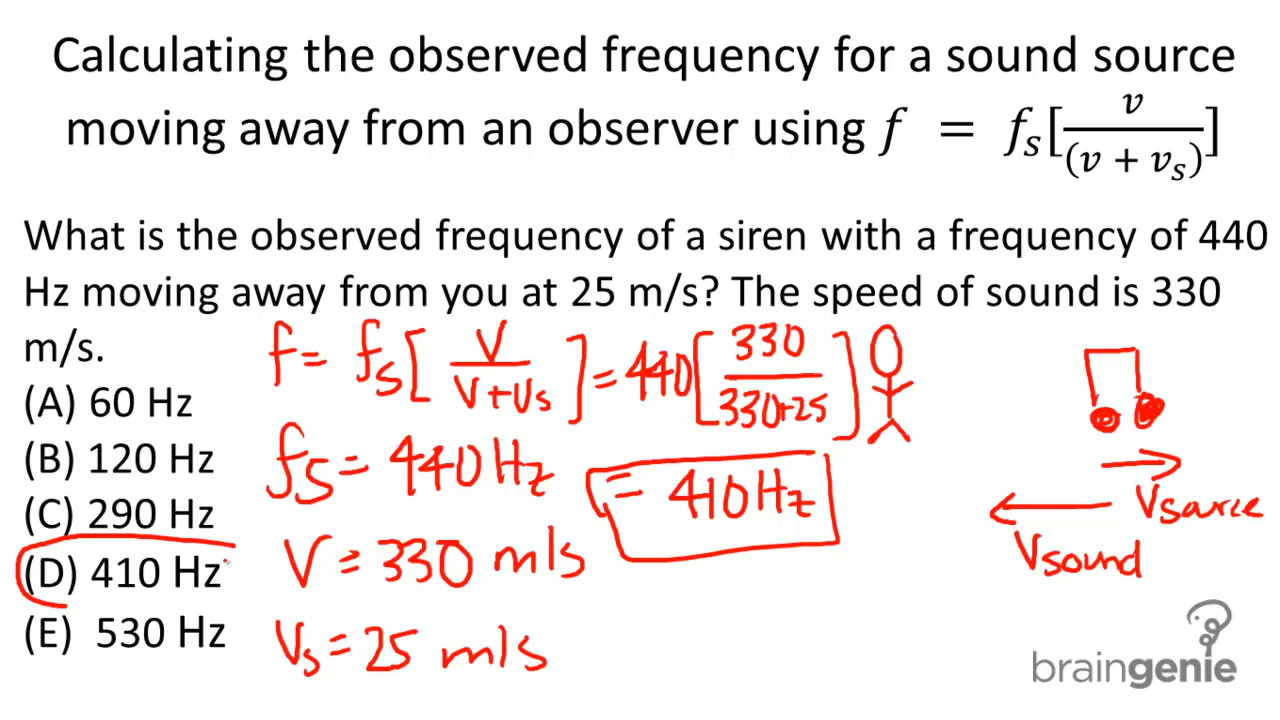 Calculating the observed frequency for a sound source
moving away from an observer using f = fₛ[v/(v + vₛ)]
What is the observed frequency of a siren with a frequency of 440
Hz moving away from you at 25 m/s? The speed of sound is 330
m/s.
(A) 60 Hz
(B) 120 Hz
(C) 290 Hz
(D) 410 Hz
(E) 530 Hz
f = fs[V/(V+Vs)] = 440[330/(330+25)]
= 410 Hz
fs = 440 Hz
V = 330 m/s
Vs = 25 m/s
Vsource
Vsound
braingenie